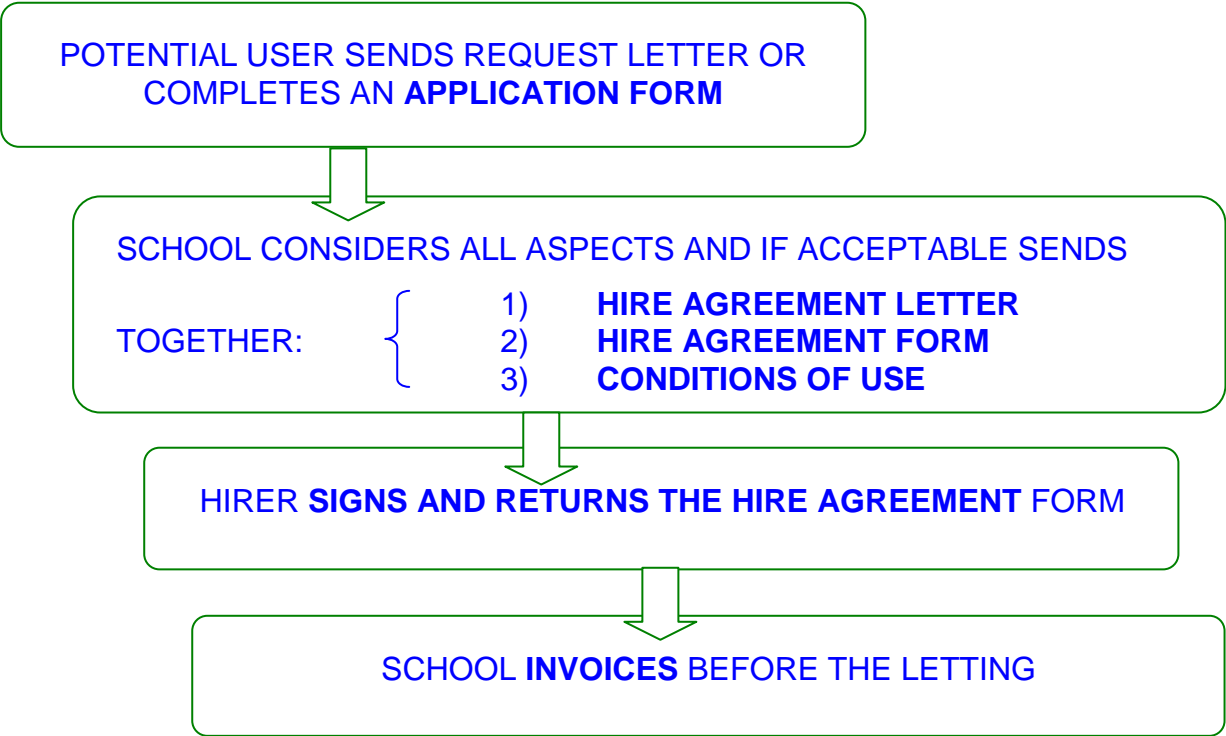 POTENTIAL USER SENDS REQUEST LETTER OR
COMPLETES AN APPLICATION FORM
SCHOOL CONSIDERS ALL ASPECTS AND IF ACCEPTABLE SENDS
1) HIRE AGREEMENT LETTER
TOGETHER: 2) HIRE AGREEMENT FORM
3) CONDITIONS OF USE
HIRER SIGNS AND RETURNS THE HIRE AGREEMENT FORM
SCHOOL INVOICES BEFORE THE LETTING